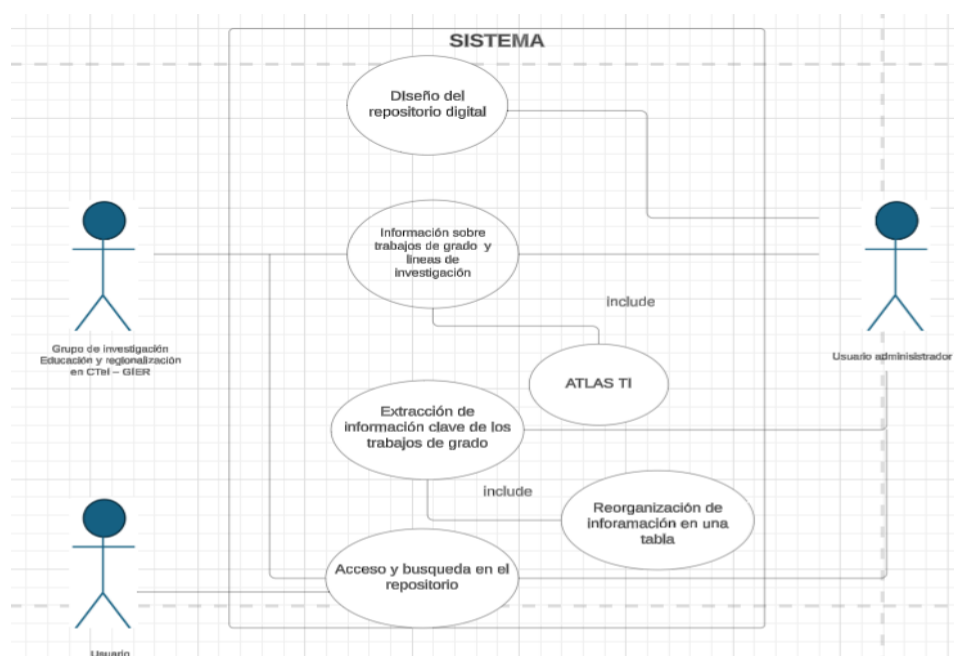 SISTEMA
DIseño del
repositorio digital
Información sobre
trabajos de grado y
líneas de
investigación
include
Grupo de investigación
Educación y regionalización
en CTeI – GIER
Usuario adminisistrador
ATLAS TI
Extracción de
información clave de los
trabajos de grado
include
Reorganización de
inforamación en una
tabla
Acceso y busqueda en el
repositorio
Usuario